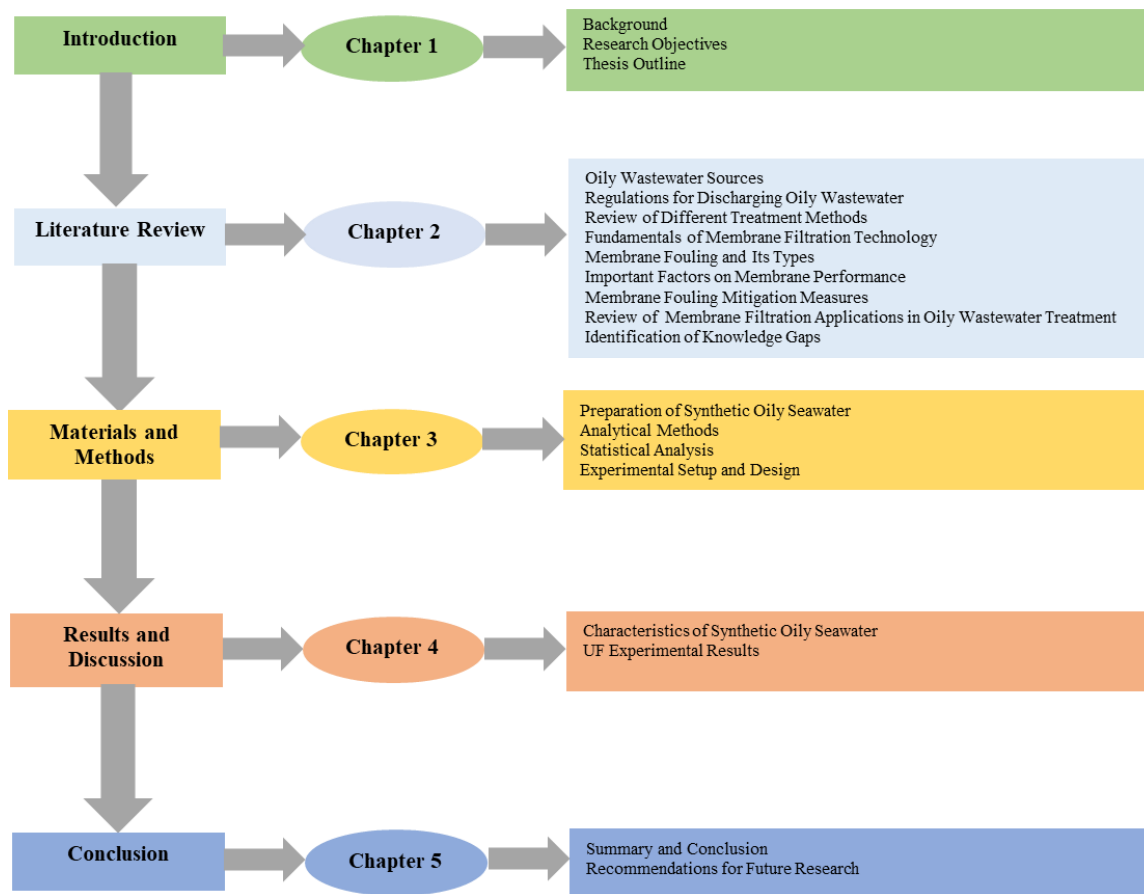 Introduction
Chapter 1
Background
Research Objectives
Thesis Outline
Literature Review
Chapter 2
Oily Wastewater Sources
Regulations for Discharging Oily Wastewater
Review of Different Treatment Methods
Fundamentals of Membrane Filtration Technology
Membrane Fouling and Its Types
Important Factors on Membrane Performance
Membrane Fouling Mitigation Measures
Review of Membrane Filtration Applications in Oily Wastewater Treatment
Identification of Knowledge Gaps
Materials and
Methods
Chapter 3
Preparation of Synthetic Oily Seawater
Analytical Methods
Statistical Analysis
Experimental Setup and Design
Results and
Discussion
Chapter 4
Characteristics of Synthetic Oily Seawater
UF Experimental Results
Conclusion
Chapter 5
Summary and Conclusion
Recommendations for Future Research